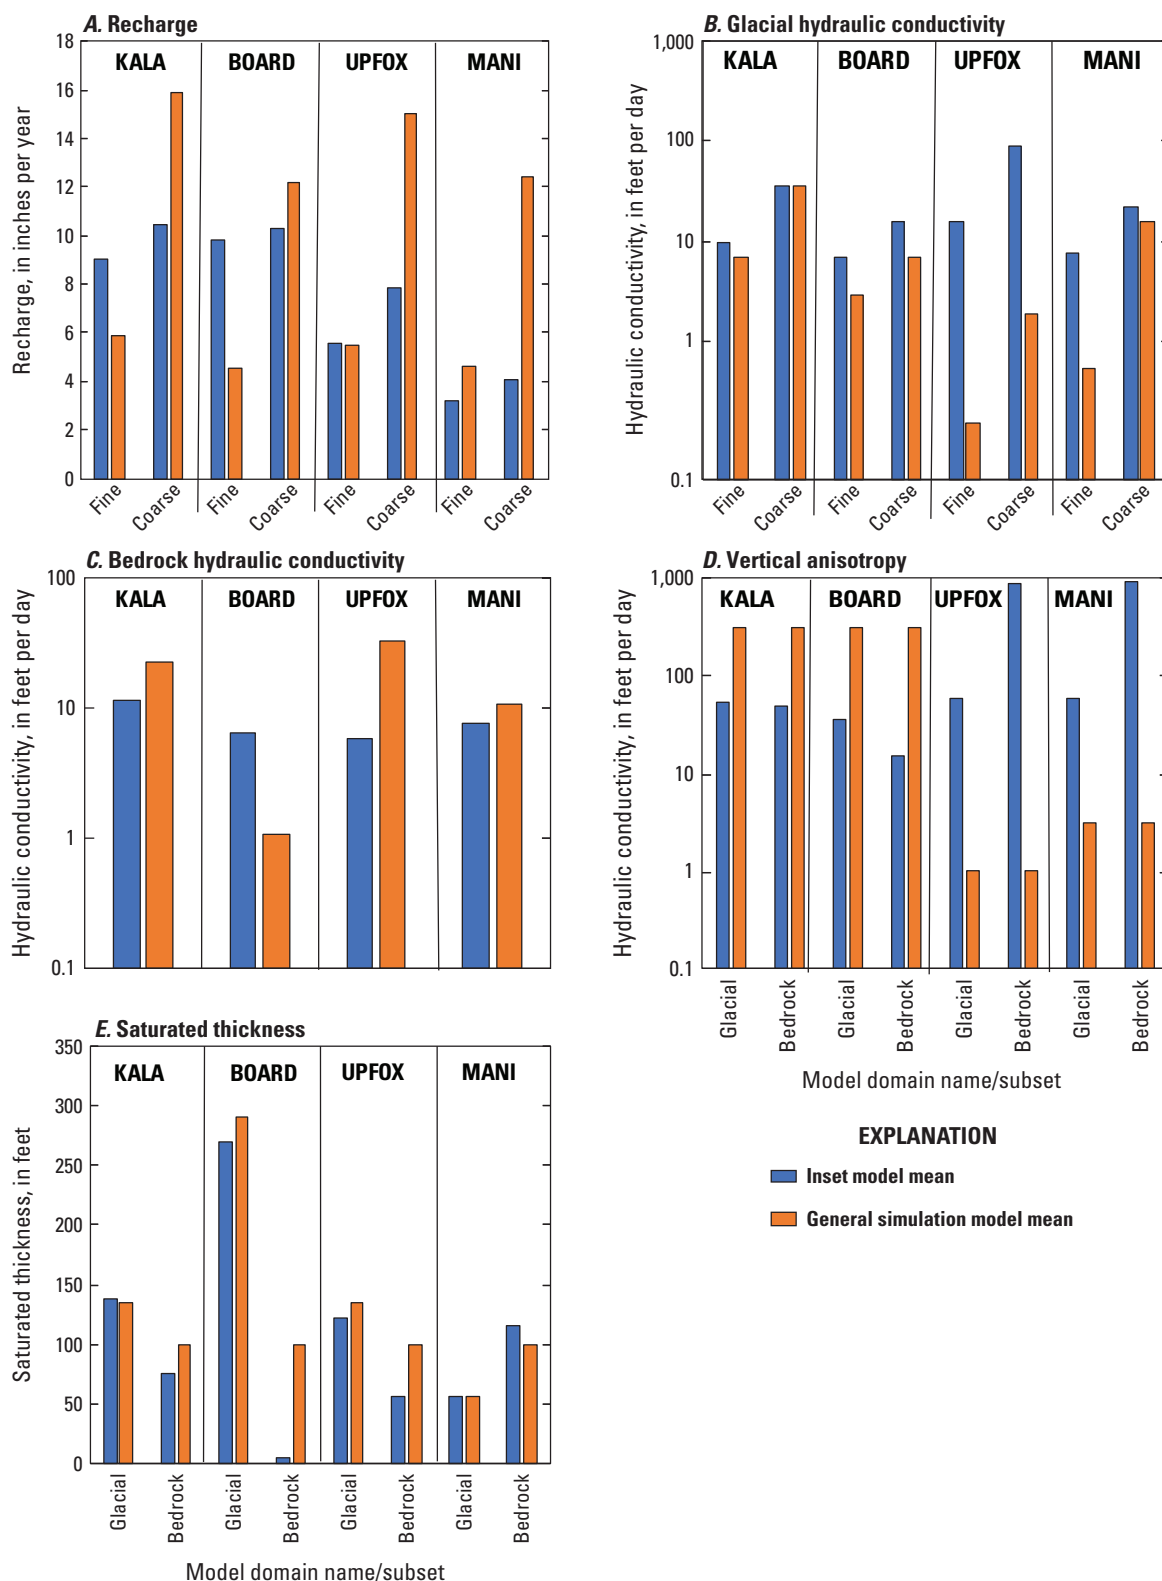 A. Recharge
18
16
14
12
10
8
6
4
2
0
Recharge, in inches per year
KALA BOARD UPFOX MANI
Fine Coarse Fine Coarse Fine Coarse Fine Coarse
B. Glacial hydraulic conductivity
1,000
100
10
1
0.1
Hydraulic conductivity, in feet per day
KALA BOARD UPFOX MANI
Fine Coarse Fine Coarse Fine Coarse Fine Coarse
C. Bedrock hydraulic conductivity
100
10
1
0.1
Hydraulic conductivity, in feet per day
KALA BOARD UPFOX MANI
D. Vertical anisotropy
1,000
100
10
1
0.1
Hydraulic conductivity, in feet per day
KALA BOARD UPFOX MANI
Glacial Bedrock Glacial Bedrock Glacial Bedrock Glacial Bedrock
Model domain name/subset
E. Saturated thickness
350
300
250
200
150
100
50
0
Saturated thickness, in feet
KALA BOARD UPFOX MANI
Glacial Bedrock Glacial Bedrock Glacial Bedrock Glacial Bedrock
Model domain name/subset
EXPLANATION
Inset model mean
General simulation model mean